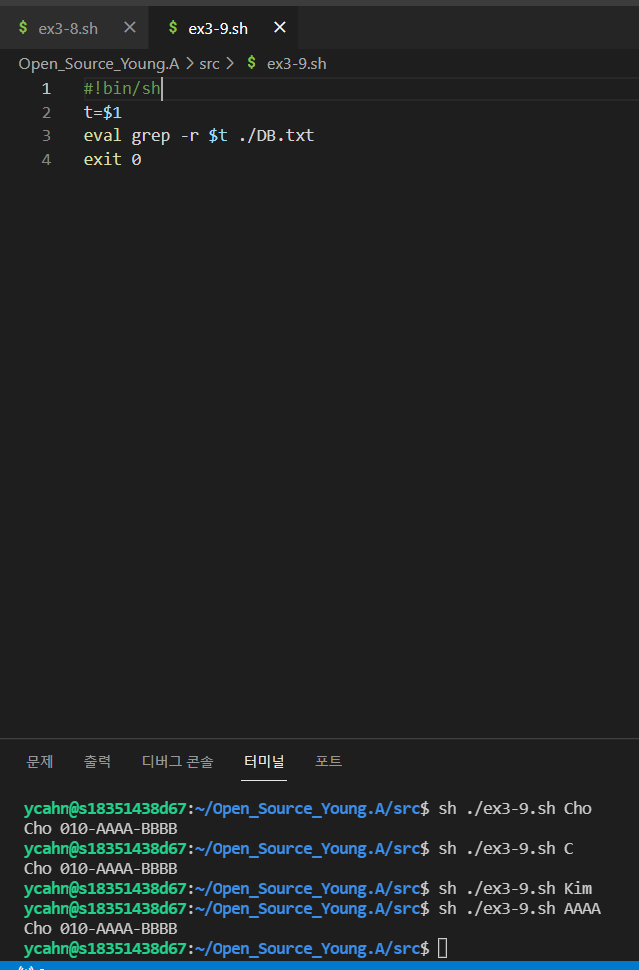 $ ex3-8.sh × $ ex3-9.sh ×
Open_Source_Young.A > src > $ ex3-9.sh
1 #!bin/sh
2 t=$1
3 eval grep -r $t ./DB.txt
4 exit 0
문제 출력 디버그 콘솔 터미널 포트
ycahn@s18351438d67:~/Open_Source_Young.A/src$ sh ./ex3-9.sh Cho
Cho 010-AAAA-BBBB
ycahn@s18351438d67:~/Open_Source_Young.A/src$ sh ./ex3-9.sh C
Cho 010-AAAA-BBBB
ycahn@s18351438d67:~/Open_Source_Young.A/src$ sh ./ex3-9.sh Kim
ycahn@s18351438d67:~/Open_Source_Young.A/src$ sh ./ex3-9.sh AAAA
Cho 010-AAAA-BBBB
ycahn@s18351438d67:~/Open_Source_Young.A/src$